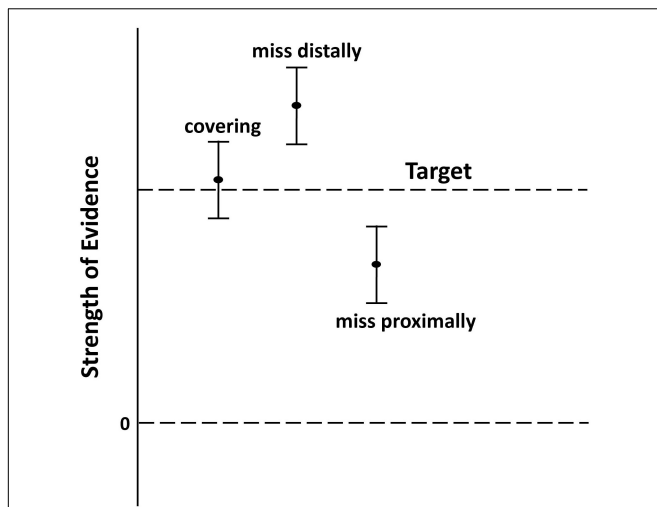 miss distally
covering
Target
Strength of Evidence
miss proximally
0